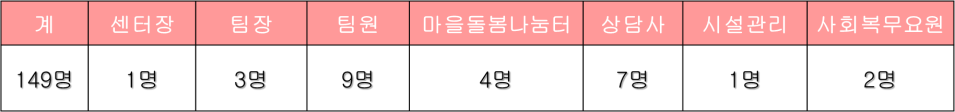 계 센터장 팀장 팀원 마을돌봄나눔터 상담사 시설관리 사회복무요원
149명 1명 3명 9명 4명 7명 1명 2명